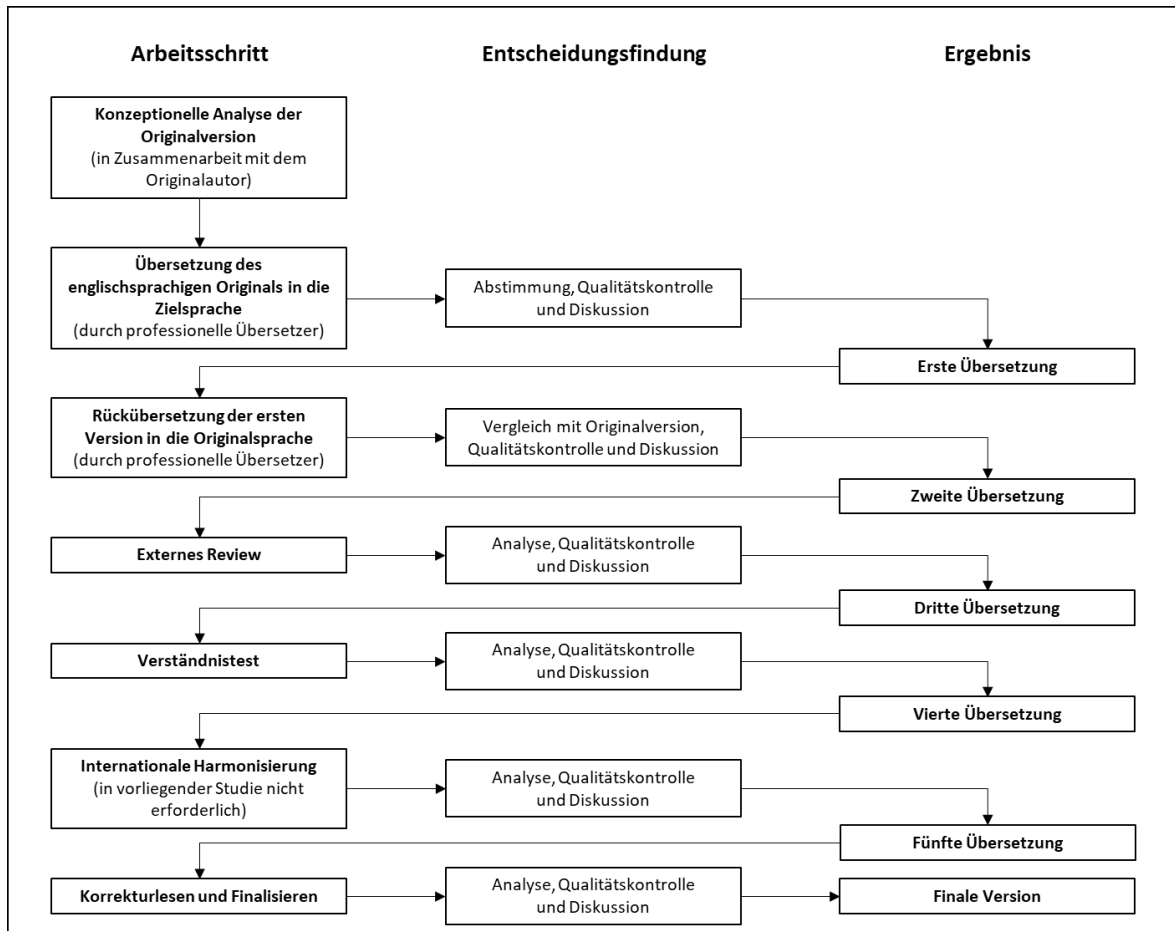 Arbeitsschritt
Entscheidungsfindung
Ergebnis
Konzeptionelle Analyse der
Originalversion
(in Zusammenarbeit mit dem
Originalautor)
Übersetzung des
englischsprachigen Originals in die
Zielsprache
(durch professionelle Übersetzer)
Abstimmung, Qualitätskontrolle
und Diskussion
Erste Übersetzung
Rückübersetzung der ersten
Version in die Originalsprache
(durch professionelle Übersetzer)
Vergleich mit Originalversion,
Qualitätskontrolle und Diskussion
Zweite Übersetzung
Externes Review
Analyse, Qualitätskontrolle
und Diskussion
Dritte Übersetzung
Verständnistest
Analyse, Qualitätskontrolle
und Diskussion
Vierte Übersetzung
Internationale Harmonisierung
(in vorliegender Studie nicht
erforderlich)
Analyse, Qualitätskontrolle
und Diskussion
Fünfte Übersetzung
Korrekturlesen und Finalisieren
Analyse, Qualitätskontrolle
und Diskussion
Finale Version